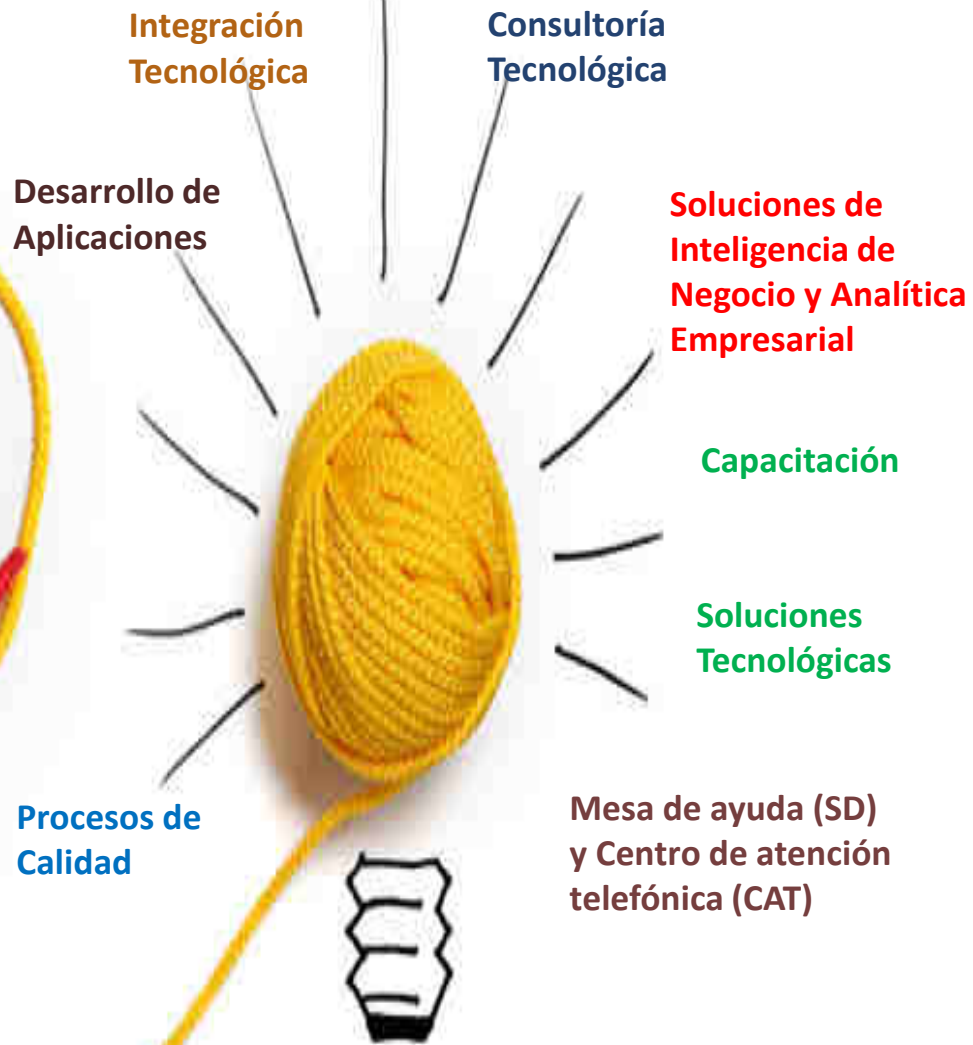 Integración
Tecnológica
Consultoría
Tecnológica
Desarrollo de
Aplicaciones
Soluciones de
Inteligencia de
Negocio y Analítica
Empresarial
Capacitación
Soluciones
Tecnológicas
Procesos de
Calidad
Mesa de ayuda (SD)
y Centro de atención
telefónica (CAT)